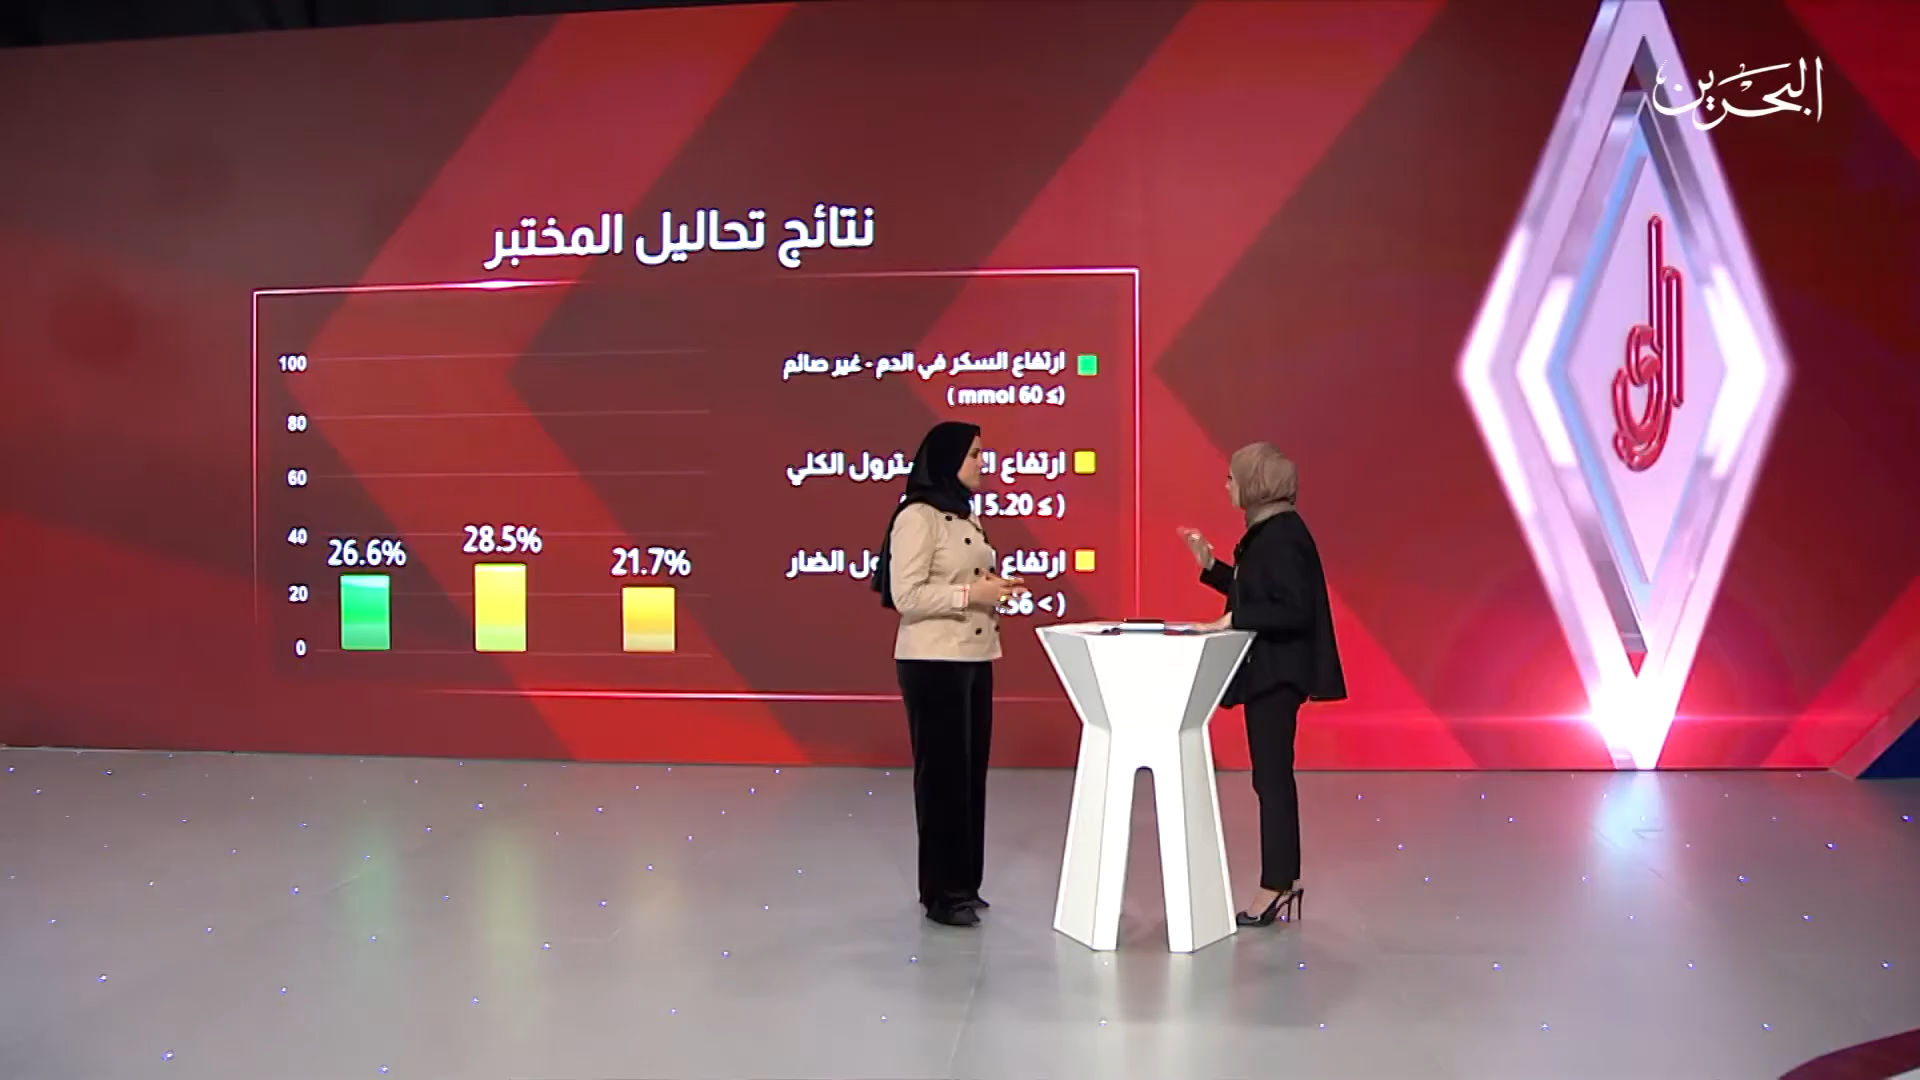 البحرين
نتائج تحاليل المختبر
ارتفاع السكر في الدم - غير صائم
(≥ 60 mmol )
ارتفاع الكلي
( ≥ 5.20
ارتفاع الضار
( >
100
80
60
40
20
0
26.6%
28.5%
21.7%